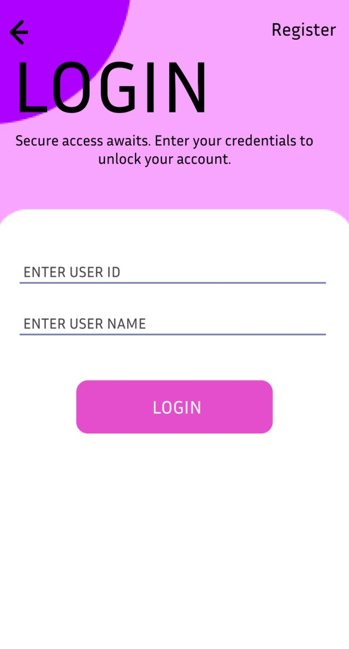 Register
LOGIN
Secure access awaits. Enter your credentials to
unlock your account.
ENTER USER ID
ENTER USER NAME
LOGIN